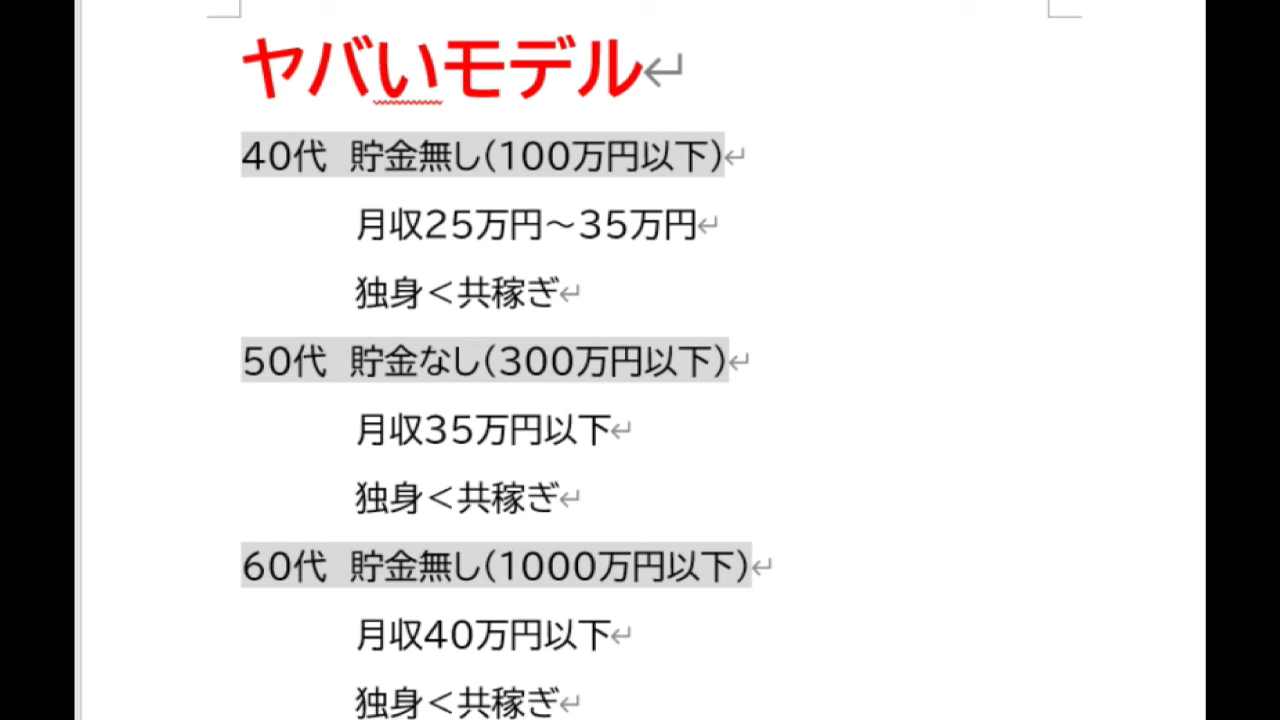 ヤバいモデル
40代 貯金無し(100万円以下)
月収25万円～35万円
独身＜共稼ぎ
50代 貯金なし(300万円以下)
月収35万円以下
独身＜共稼ぎ
60代 貯金無し(1000万円以下)
月収40万円以下
独身＜共稼ぎ